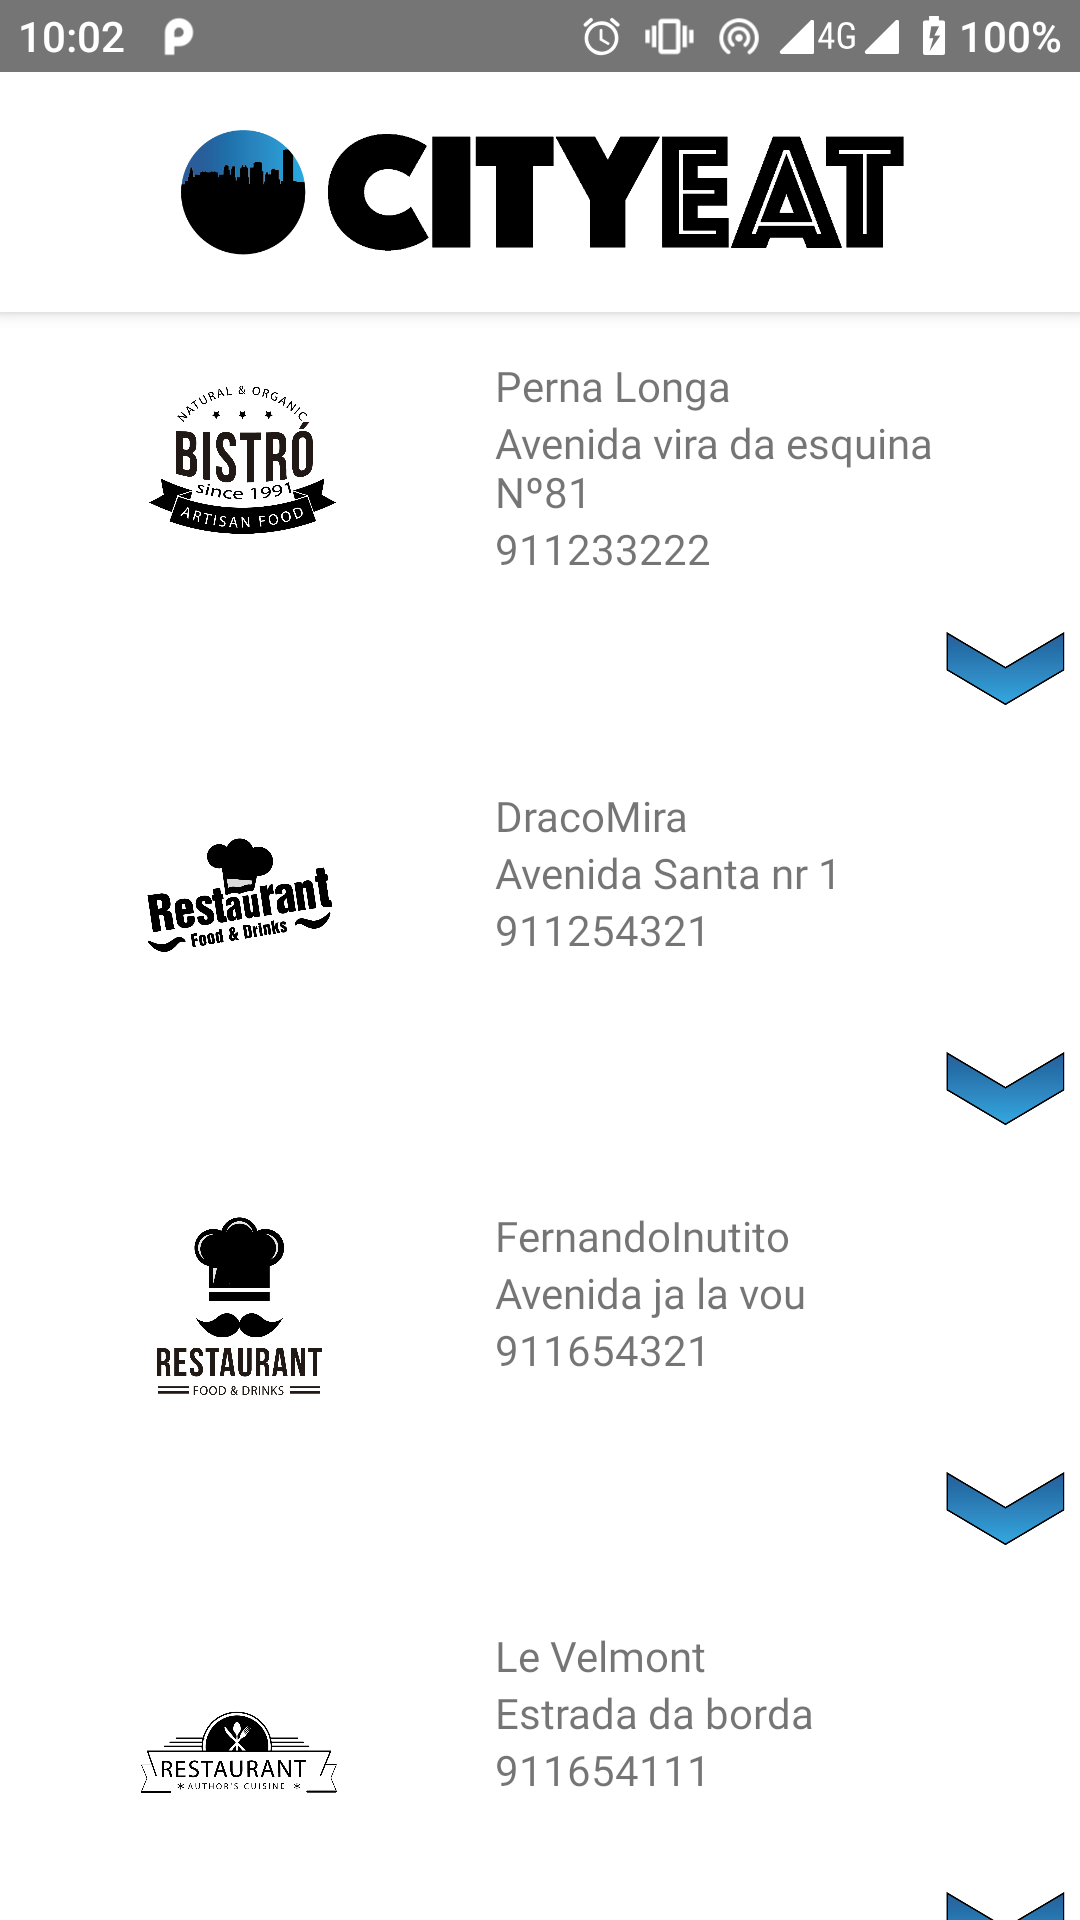 10:02
4G
100%
CITYEAT
NATURAL & ORGANIC
BISTRÓ
since 1991
ARTISAN FOOD
Perna Longa
Avenida vira da esquina
Nº81
911233222
Restaurant
Food & Drinks
DracoMira
Avenida Santa nr 1
911254321
RESTAURANT
FOOD & DRINKS
FernandoInutito
Avenida ja la vou
911654321
RESTAURANT
*AUTHOR'S CUISINE *
Le Velmont
Estrada da borda
911654111